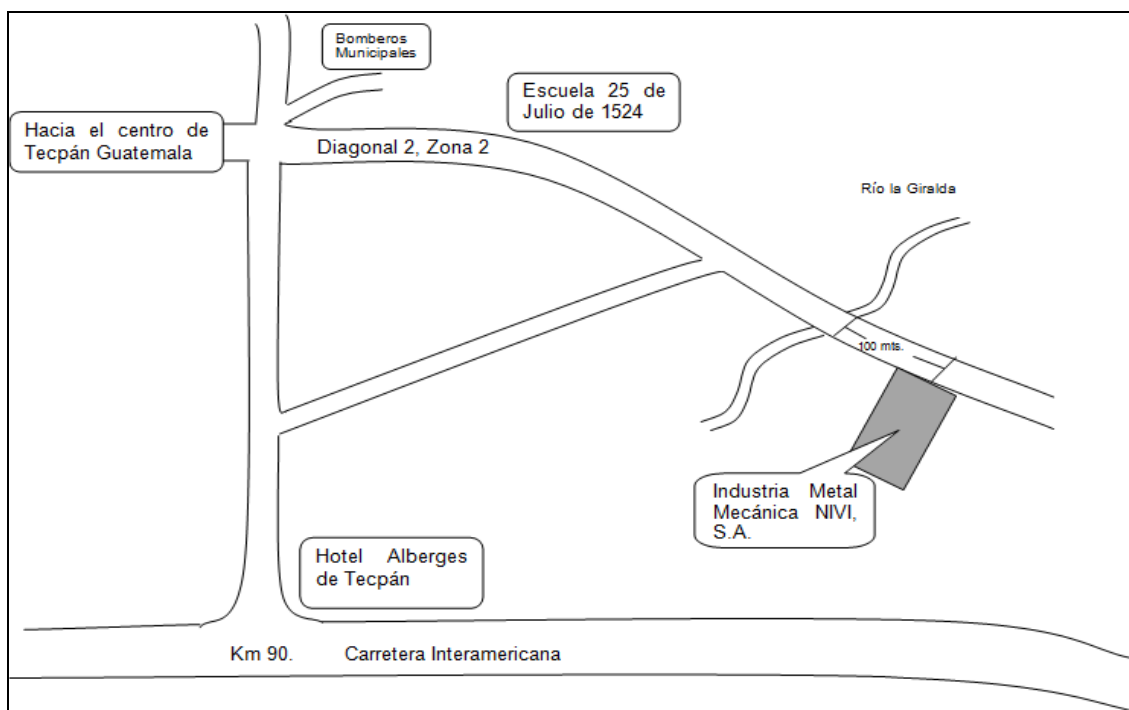 Bomberos
Municipales
Escuela 25 de
Julio de 1524
Hacia el centro de
Tecpán Guatemala
Diagonal 2, Zona 2
Río la Giralda
100 mts.
Industria Metal
Mecánica NIVI,
S.A.
Hotel Alberges
de Tecpán
Km 90. Carretera Interamericana